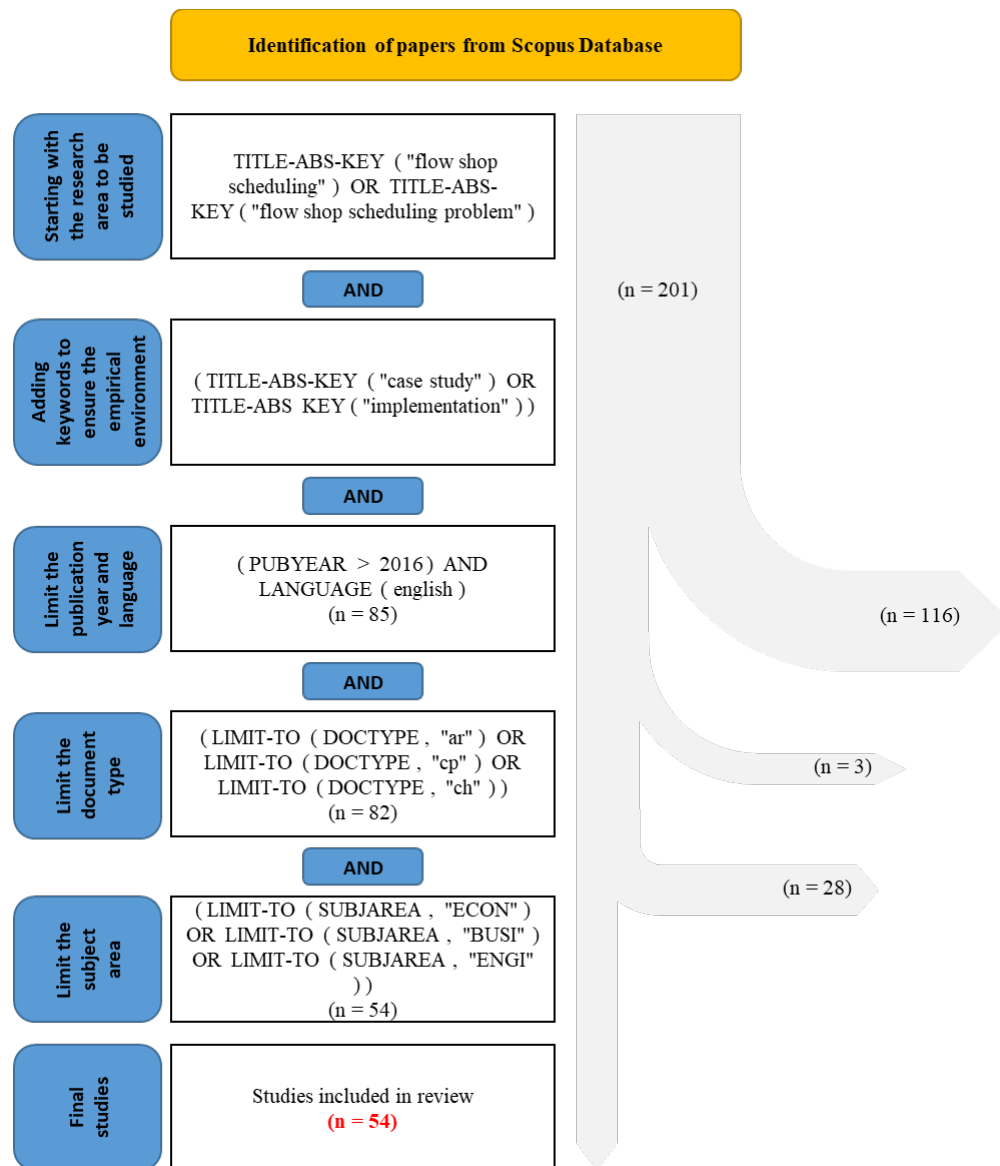 Identification of papers from Scopus Database
Starting with
the research
area to be
studied
TITLE-ABS-KEY ( "flow shop
scheduling" ) OR TITLE-ABS-
KEY ( "flow shop scheduling problem" )
(n = 201)
AND
Adding
keywords to
ensure the
empirical
environment
( TITLE-ABS-KEY ( "case study" ) OR
TITLE-ABS KEY ( "implementation" ) )
AND
Limit the
publication
year and
language
( PUBYEAR > 2016 ) AND
LANGUAGE ( english )
(n = 85)
(n = 116)
AND
Limit the
document
type
( LIMIT-TO ( DOCTYPE , "ar" ) OR
LIMIT-TO ( DOCTYPE , "cp" ) OR
LIMIT-TO ( DOCTYPE , "ch" ) )
(n = 82)
(n = 3)
AND
Limit the
subject
area
( LIMIT-TO ( SUBJAREA , "ECON" )
OR LIMIT-TO ( SUBJAREA , "BUSI" )
OR LIMIT-TO ( SUBJAREA , "ENGI"
) )
(n = 54)
(n = 28)
Final
studies
Studies included in review
(n = 54)